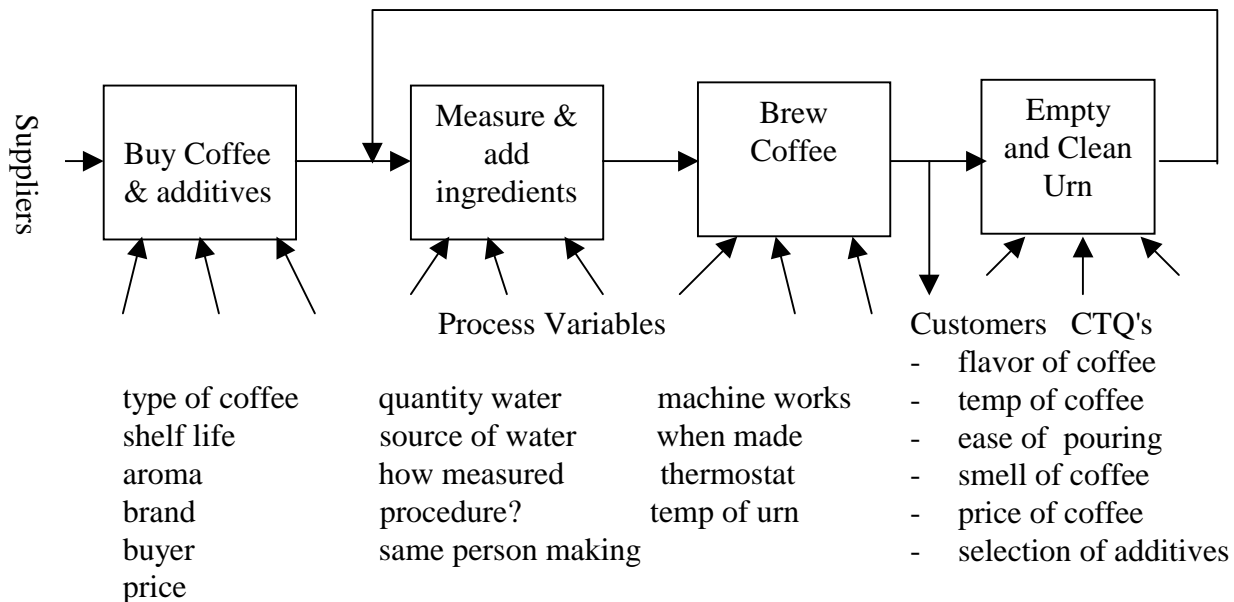 Suppliers
Buy Coffee
& additives
Measure &
add
ingredients
Brew
Coffee
Empty
and Clean
Urn
Process Variables
type of coffee
shelf life
aroma
brand
buyer
price
quantity water
source of water
how measured
procedure?
same person making
machine works
when made
thermostat
temp of urn
Customers CTQ's
- flavor of coffee
- temp of coffee
- ease of pouring
- smell of coffee
- price of coffee
- selection of additives